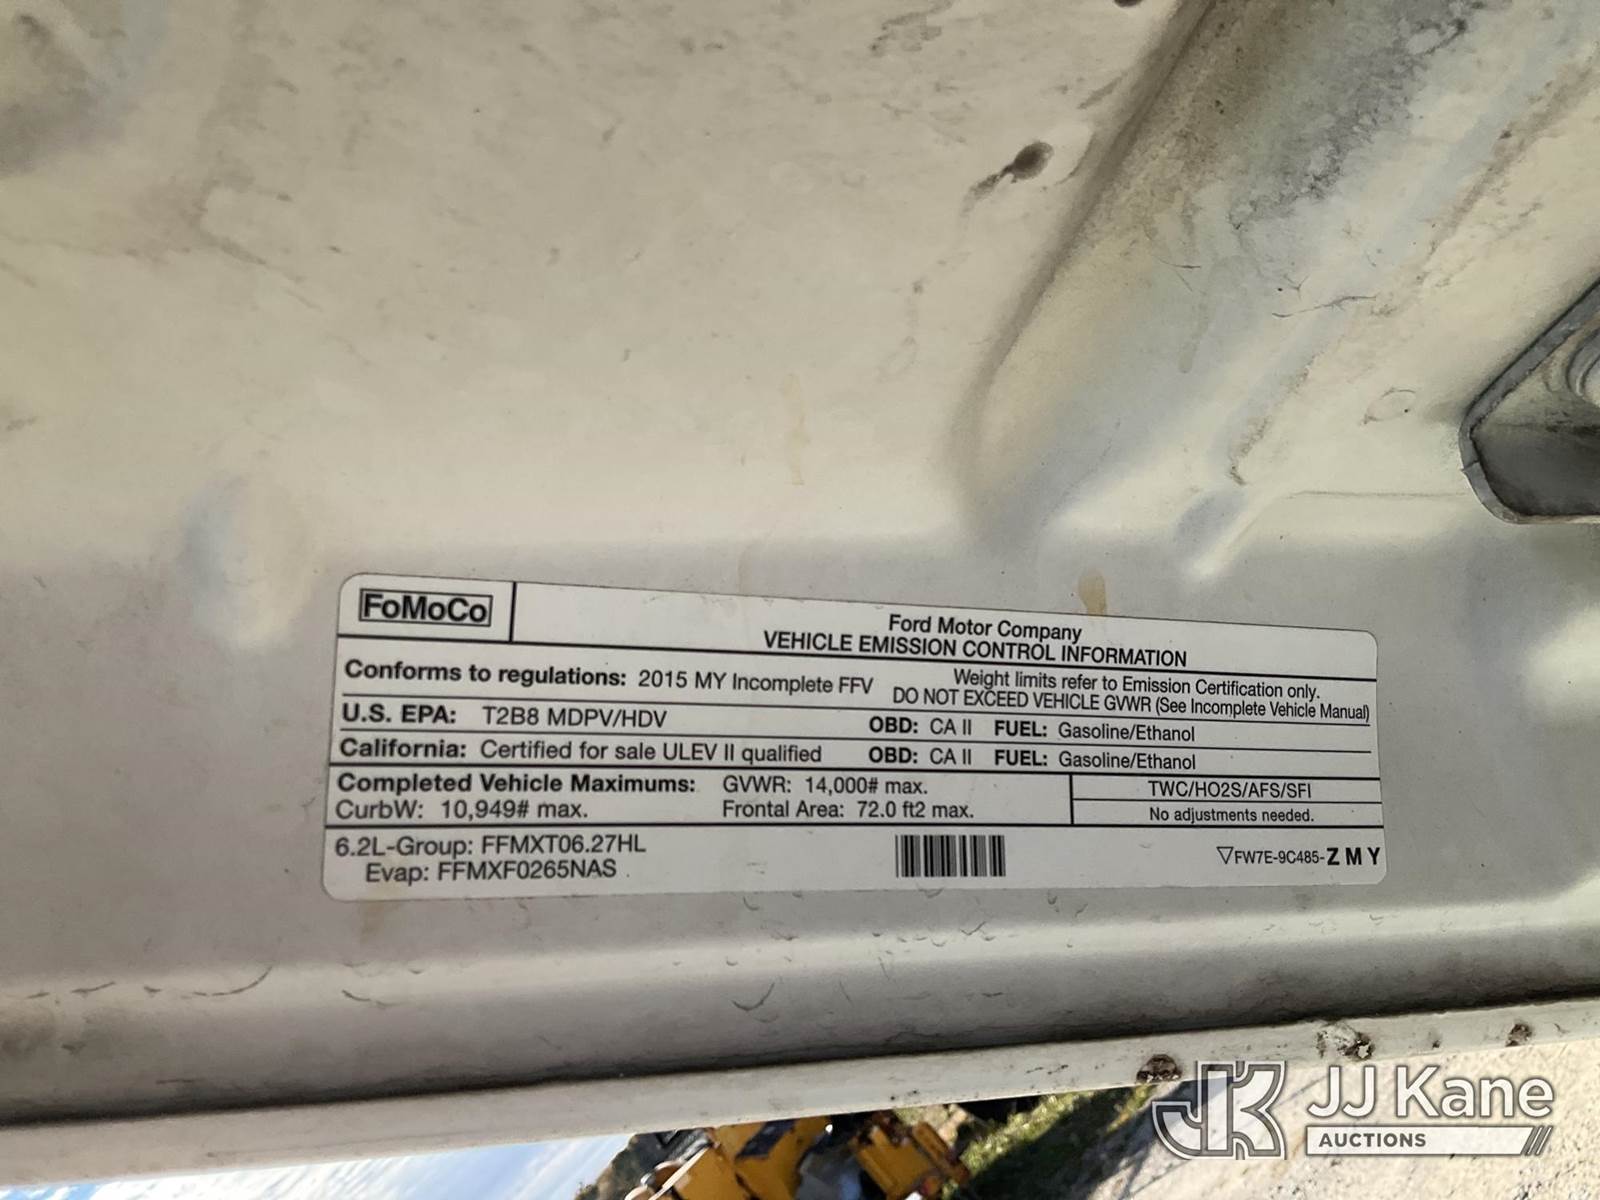 FoMoCo
Ford Motor Company
VEHICLE EMISSION CONTROL INFORMATION
Conforms to regulations: 2015 MY Incomplete FFV
Weight limits refer to Emission Certification only.
DO NOT EXCEED VEHICLE GVWR (See Incomplete Vehicle Manual)
U.S. EPA: T2B8 MDPV/HDV OBD: CA II FUEL: Gasoline/Ethanol
California: Certified for sale ULEV II qualified OBD: CA II FUEL: Gasoline/Ethanol
Completed Vehicle Maximums: GVWR: 14,000# max.
CurbW: 10,949# max. Frontal Area: 72.0 ft2 max.
TWC/HO2S/AFS/SFI
No adjustments needed.
6.2L-Group: FFMXT06.27HL
Evap: FFMXF0265NAS
FW7E-9C485-ZMY
JK JJ Kane
AUCTIONS